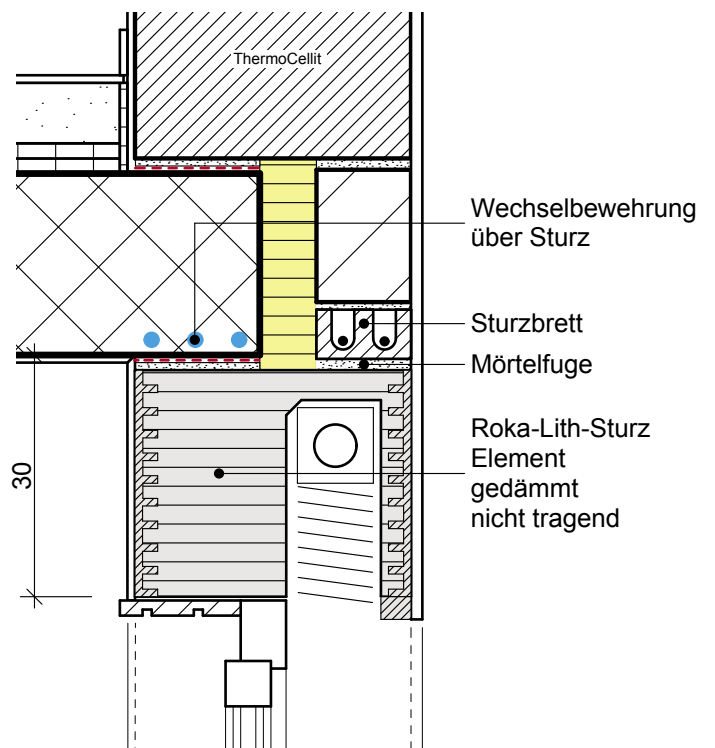 ThermoCellit
Wechselbewehrung
über Sturz
Sturzbrett
Mörtelfuge
Roka-Lith-Sturz
Element
gedämmt
nicht tragend
30